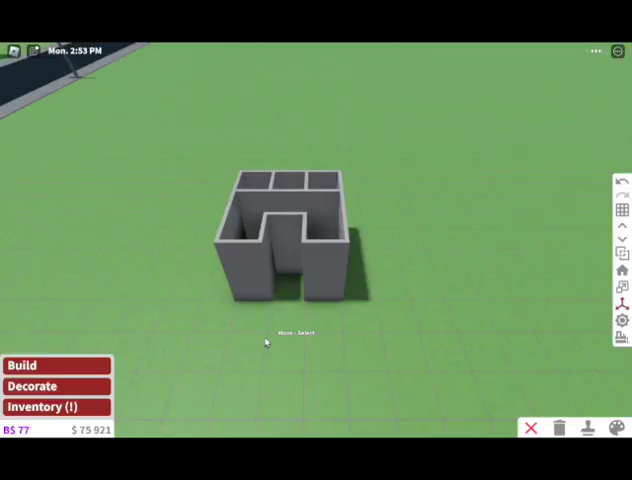 Mon. 2:53 PM
Move - Select
Build
Decorate
Inventory (!)
B$ 77 $ 75 921